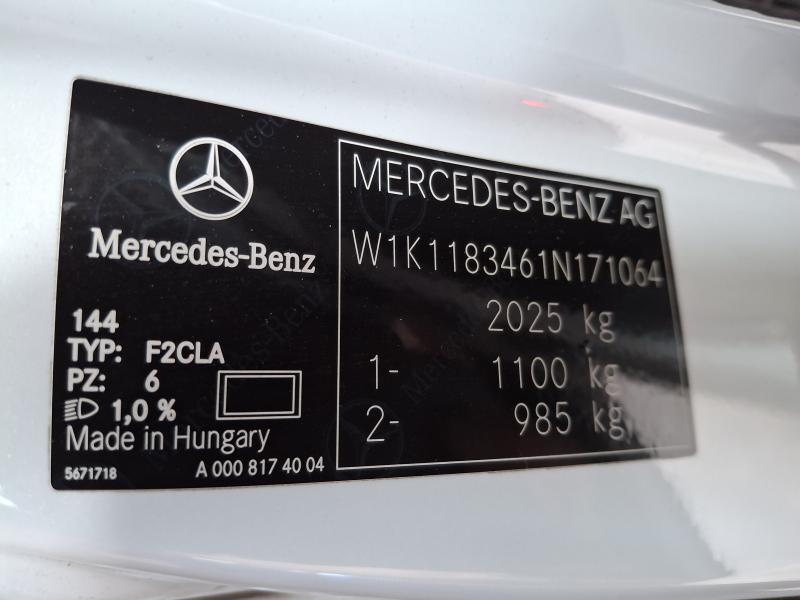 Mercedes-Benz
144
TYP: F2CLA
PZ: 6
1,0 %
Made in Hungary
5671718 A 000 817 40 04
MERCEDES-BENZ AG
W1K1183461N171064
2025 kg
1- 1100 kg
2- 985 kg